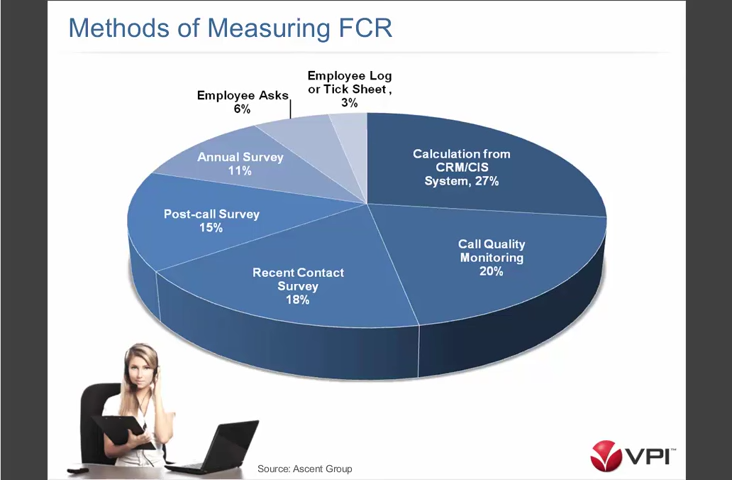 Methods of Measuring FCR
Employee Log
or Tick Sheet ,
3%
Employee Asks
6%
Annual Survey
11%
Calculation from
CRM/CIS
System, 27%
Post-call Survey
15%
Call Quality
Monitoring
20%
Recent Contact
Survey
18%
Source: Ascent Group
VPI™